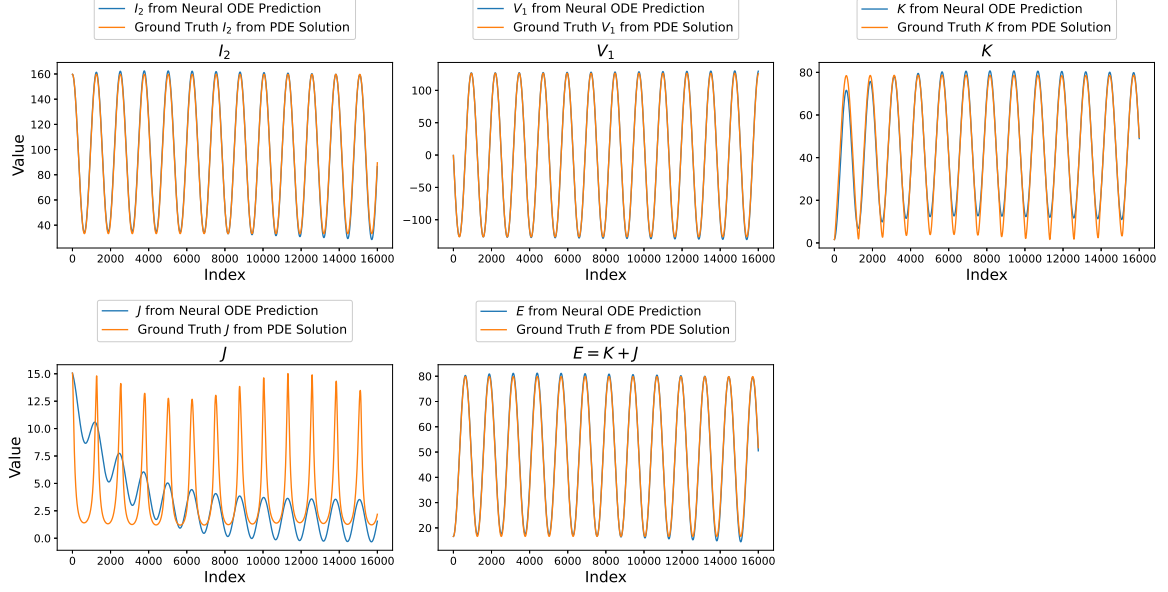 I₂ from Neural ODE Prediction
Ground Truth I₂ from PDE Solution
I₂
Value
160
140
120
100
80
60
40
0 2000 4000 6000 8000 10000 12000 14000 16000
Index
V₁ from Neural ODE Prediction
Ground Truth V₁ from PDE Solution
V₁
100
50
0
−50
−100
0 2000 4000 6000 8000 10000 12000 14000 16000
Index
K from Neural ODE Prediction
Ground Truth K from PDE Solution
K
80
60
40
20
0
0 2000 4000 6000 8000 10000 12000 14000 16000
Index
J from Neural ODE Prediction
Ground Truth J from PDE Solution
J
Value
15.0
12.5
10.0
7.5
5.0
2.5
0.0
0 2000 4000 6000 8000 10000 12000 14000 16000
Index
E from Neural ODE Prediction
Ground Truth E from PDE Solution
E = K + J
80
70
60
50
40
30
20
0 2000 4000 6000 8000 10000 12000 14000 16000
Index